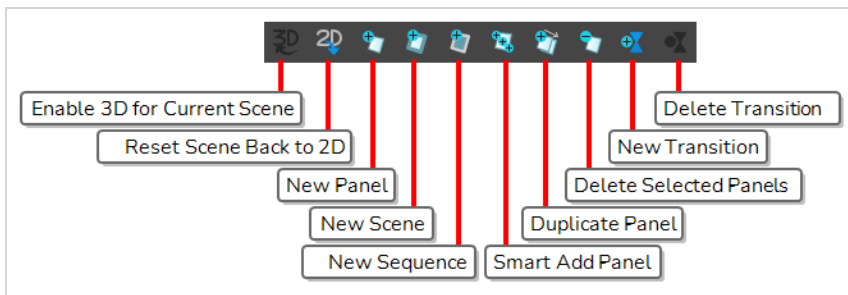 3D
2D
Enable 3D for Current Scene
Delete Transition
Reset Scene Back to 2D
New Transition
New Panel
Delete Selected Panels
New Scene
Duplicate Panel
New Sequence
Smart Add Panel